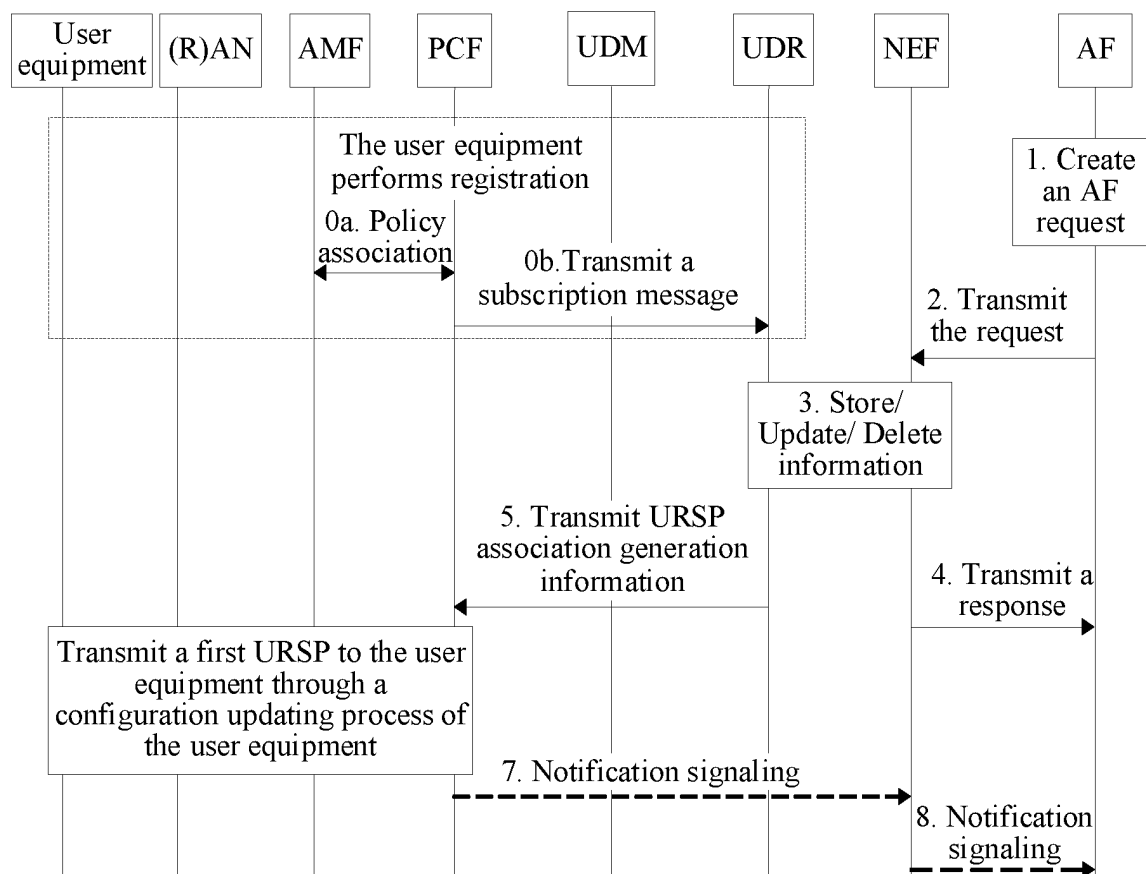 User
equipment
(R)AN
AMF
PCF
UDM
UDR
NEF
AF
The user equipment
performs registration
1. Create
an AF
request
0a. Policy
association
0b.Transmit a
subscription message
2. Transmit
the request
3. Store/
Update/ Delete
information
5. Transmit URSP
association generation
information
4. Transmit a
response
Transmit a first URSP to the user
equipment through a
configuration updating process of
the user equipment
7. Notification signaling
8. Notification
signaling